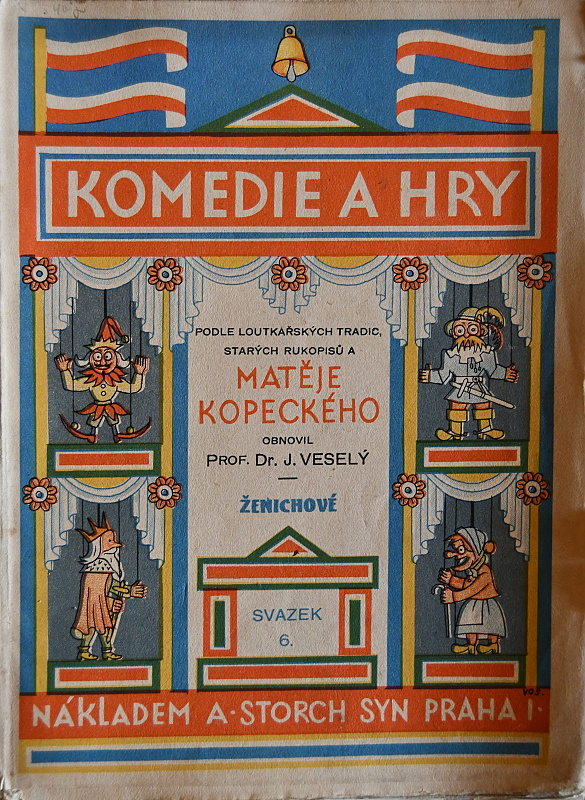 KOMEDIE A HRY
PODLE LOUTKAŘSKÝCH TRADIC,
STARÝCH RUKOPISŮ A
MATĚJE
KOPECKÉHO
OBNOVIL
PROF. Dr. J. VESELÝ
ŽENICHOVÉ
SVAZEK
6.
NÁKLADEM A·STORCH SYN PRAHA I·